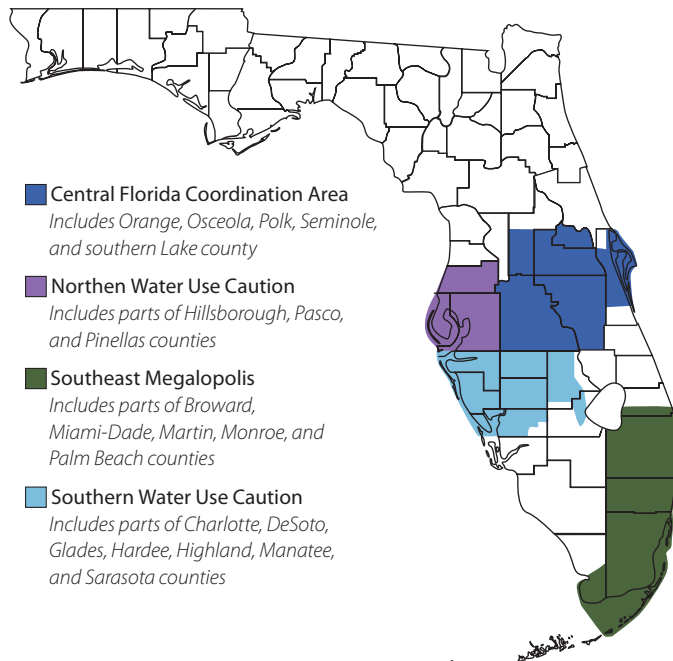 Central Florida Coordination Area
Includes Orange, Osceola, Polk, Seminole,
and southern Lake county
Northen Water Use Caution
Includes parts of Hillsborough, Pasco,
and Pinellas counties
Southeast Megalopolis
Includes parts of Broward,
Miami-Dade, Martin, Monroe, and
Palm Beach counties
Southern Water Use Caution
Includes parts of Charlotte, DeSoto,
Glades, Hardee, Highland, Manatee,
and Sarasota counties